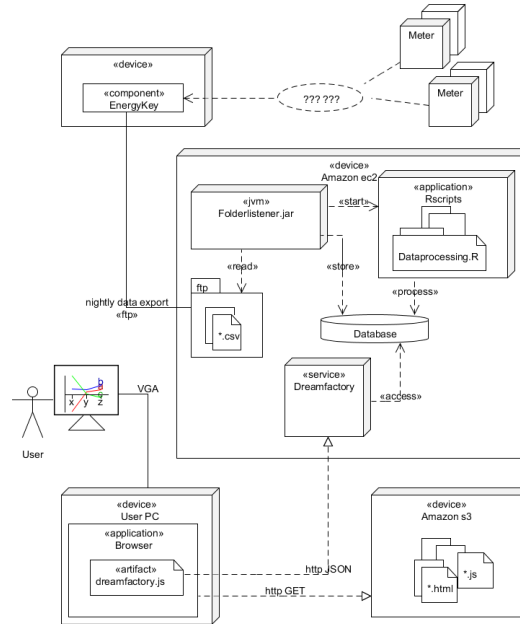 Meter
Meter
«device»
«component»
EnergyKey
??? ???
«device»
Amazon ec2
«jvm»
Folderlistener.jar
«start»
«application»
Rscripts
Dataprocessing.R
«read»
«store»
«process»
ftp
*.csv
nightly data export
«ftp»
Database
«service»
Dreamfactory
«access»
x y z
VGA
User
«device»
User PC
«application»
Browser
«artifact»
dreamfactory.js
http JSON
http GET
«device»
Amazon s3
*.js
*.html